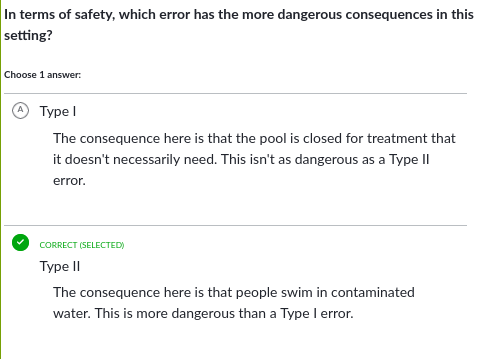 In terms of safety, which error has the more dangerous consequences in this
setting?
Choose 1 answer:
A Type I
The consequence here is that the pool is closed for treatment that
it doesn't necessarily need. This isn't as dangerous as a Type II
error.
CORRECT (SELECTED)
Type II
The consequence here is that people swim in contaminated
water. This is more dangerous than a Type I error.